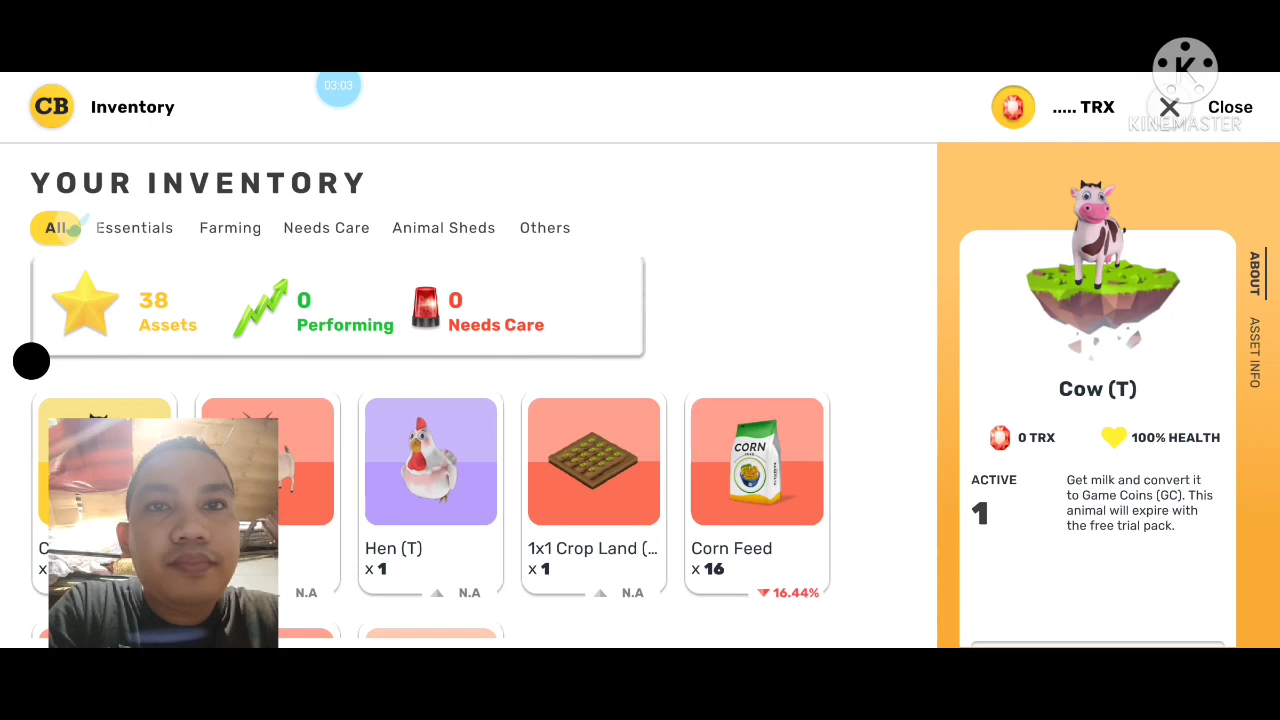 03:03
CB Inventory
..... TRX
Close
KINEMASTER
YOUR INVENTORY
All Essentials Farming Needs Care Animal Sheds Others
38
Assets
0
Performing
0
Needs Care
CORN
Hen (T)
x 1
1x1 Crop Land (...
x 1
Corn Feed
x 16
N.A
N.A
N.A
16.44%
Cow (T)
0 TRX
100% HEALTH
ACTIVE
1
Get milk and convert it
to Game Coins (GC). This
animal will expire with
the free trial pack.
ABOUT
ASSET INFO